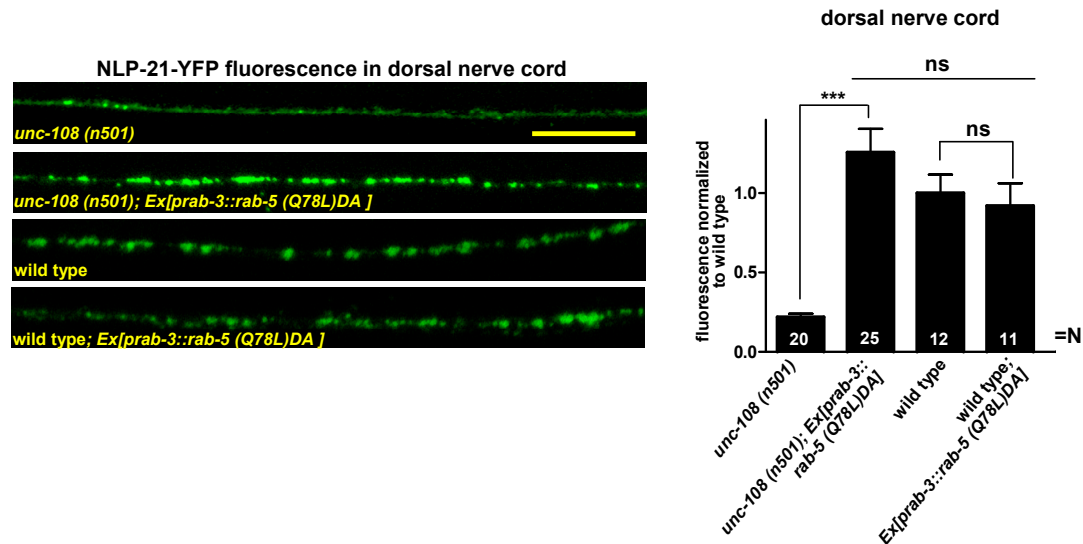 NLP-21-YFP fluorescence in dorsal nerve cord
unc-108 (n501)
unc-108 (n501); Ex[prab-3::rab-5 (Q78L)DA ]
wild type
wild type; Ex[prab-3::rab-5 (Q78L)DA ]
dorsal nerve cord
ns
***
ns
fluorescence normalized
to wild type
1.0
0.5
0.0
20
25
12
11
=N
unc-108 (n501)
unc-108 (n501); Ex[prab-3::
rab-5 (Q78L)DA]
wild type
wild type;
Ex[prab-3::rab-5 (Q78L)DA]